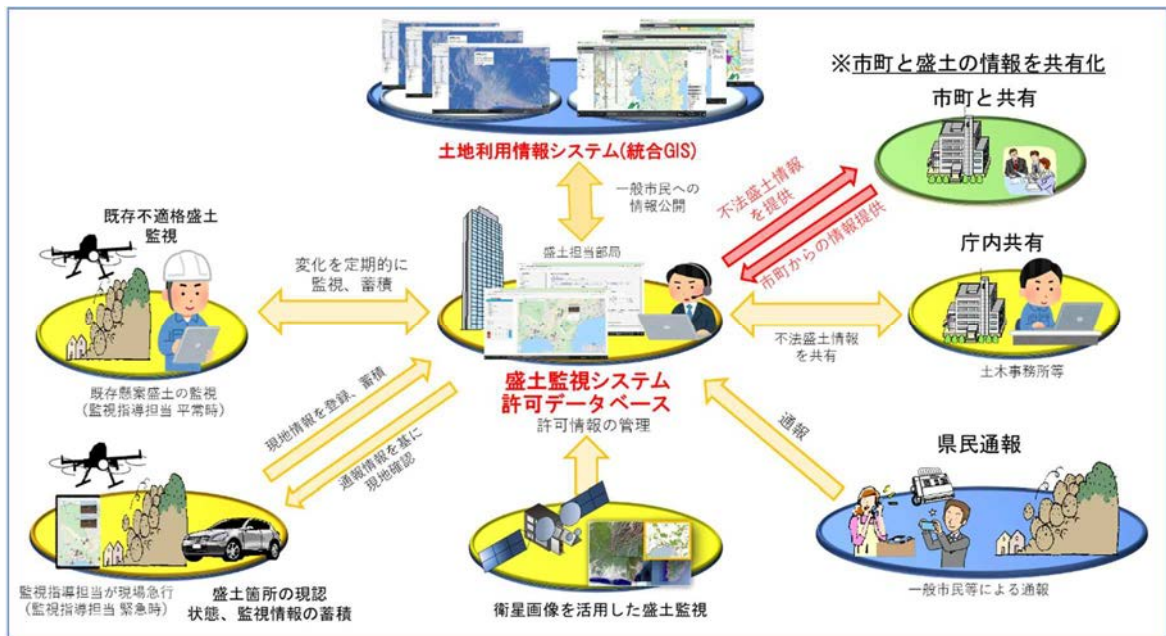 土地利用情報システム(統合GIS)
※市町と盛土の情報を共有化
市町と共有
一般市民への
情報公開
不法盛土情報
を提供
市町からの情報提供
既存不適格盛土
監視
変化を定期的に
監視、蓄積
盛土担当部局
庁内共有
不法盛土情報
を共有
土木事務所等
既存懸案盛土の監視
(監視指導担当 平常時)
盛土監視システム
許可データベース
許可情報の管理
現地情報を登録、蓄積
通報情報を基に
現地確認
通報
県民通報
一般市民等による通報
監視指導担当が現場急行
(監視指導担当 緊急時)
盛土箇所の現認
状態、監視情報の蓄積
衛星画像を活用した盛土監視